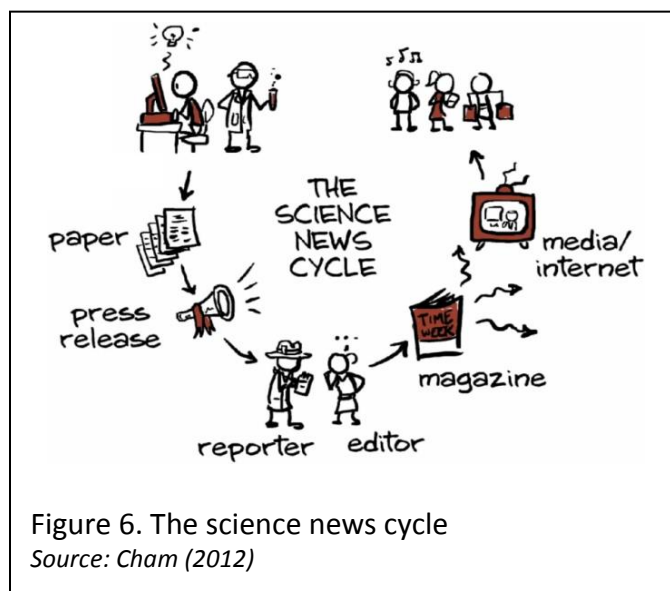 THE
SCIENCE
NEWS
CYCLE
paper
press
release
reporter
editor
TIME
WEEK
magazine
media/
internet
Figure 6. The science news cycle
Source: Cham (2012)